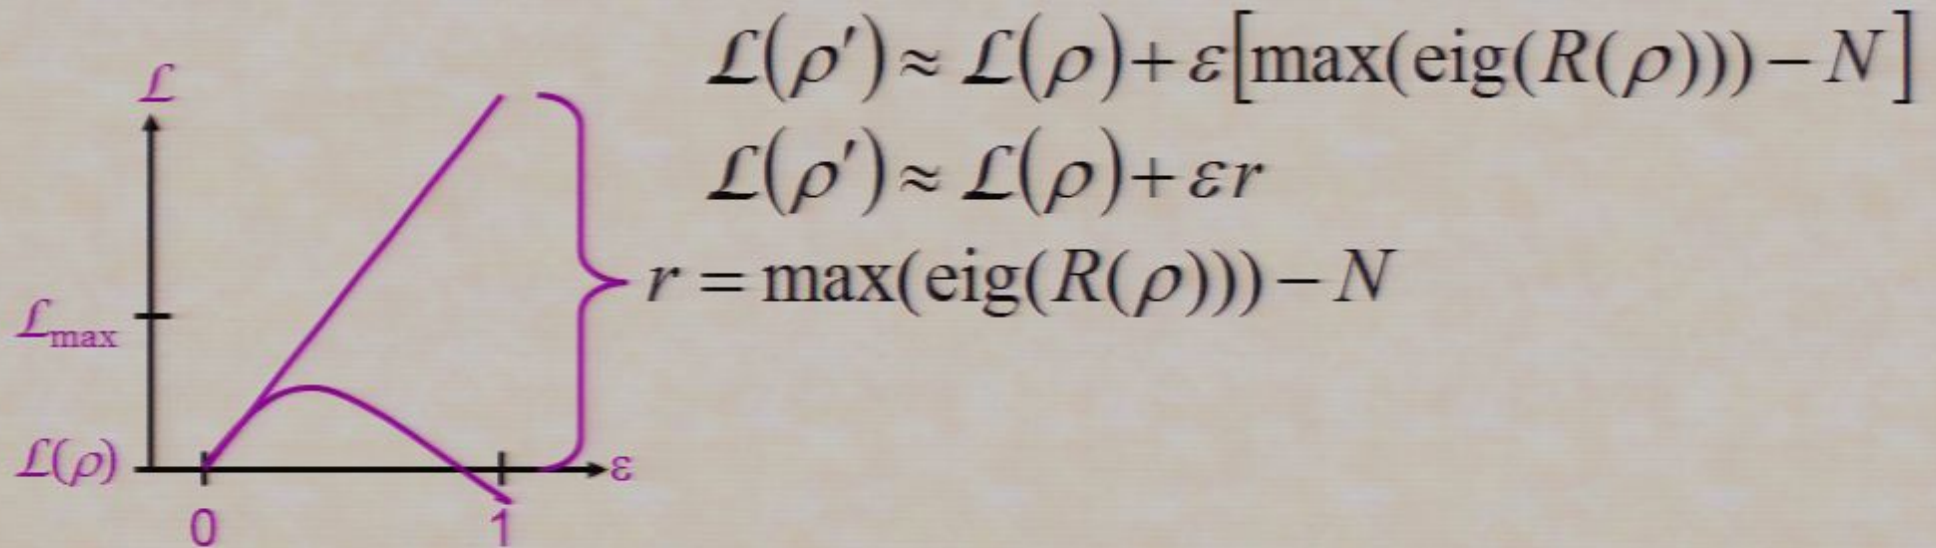 ℒ(ρ′) ≈ ℒ(ρ) + ε[max(eig(R(ρ))) − N]
ℒ
ℒ(ρ′) ≈ ℒ(ρ) + εr
r = max(eig(R(ρ))) − N
ℒmax
ℒ(ρ)
ε
0 1